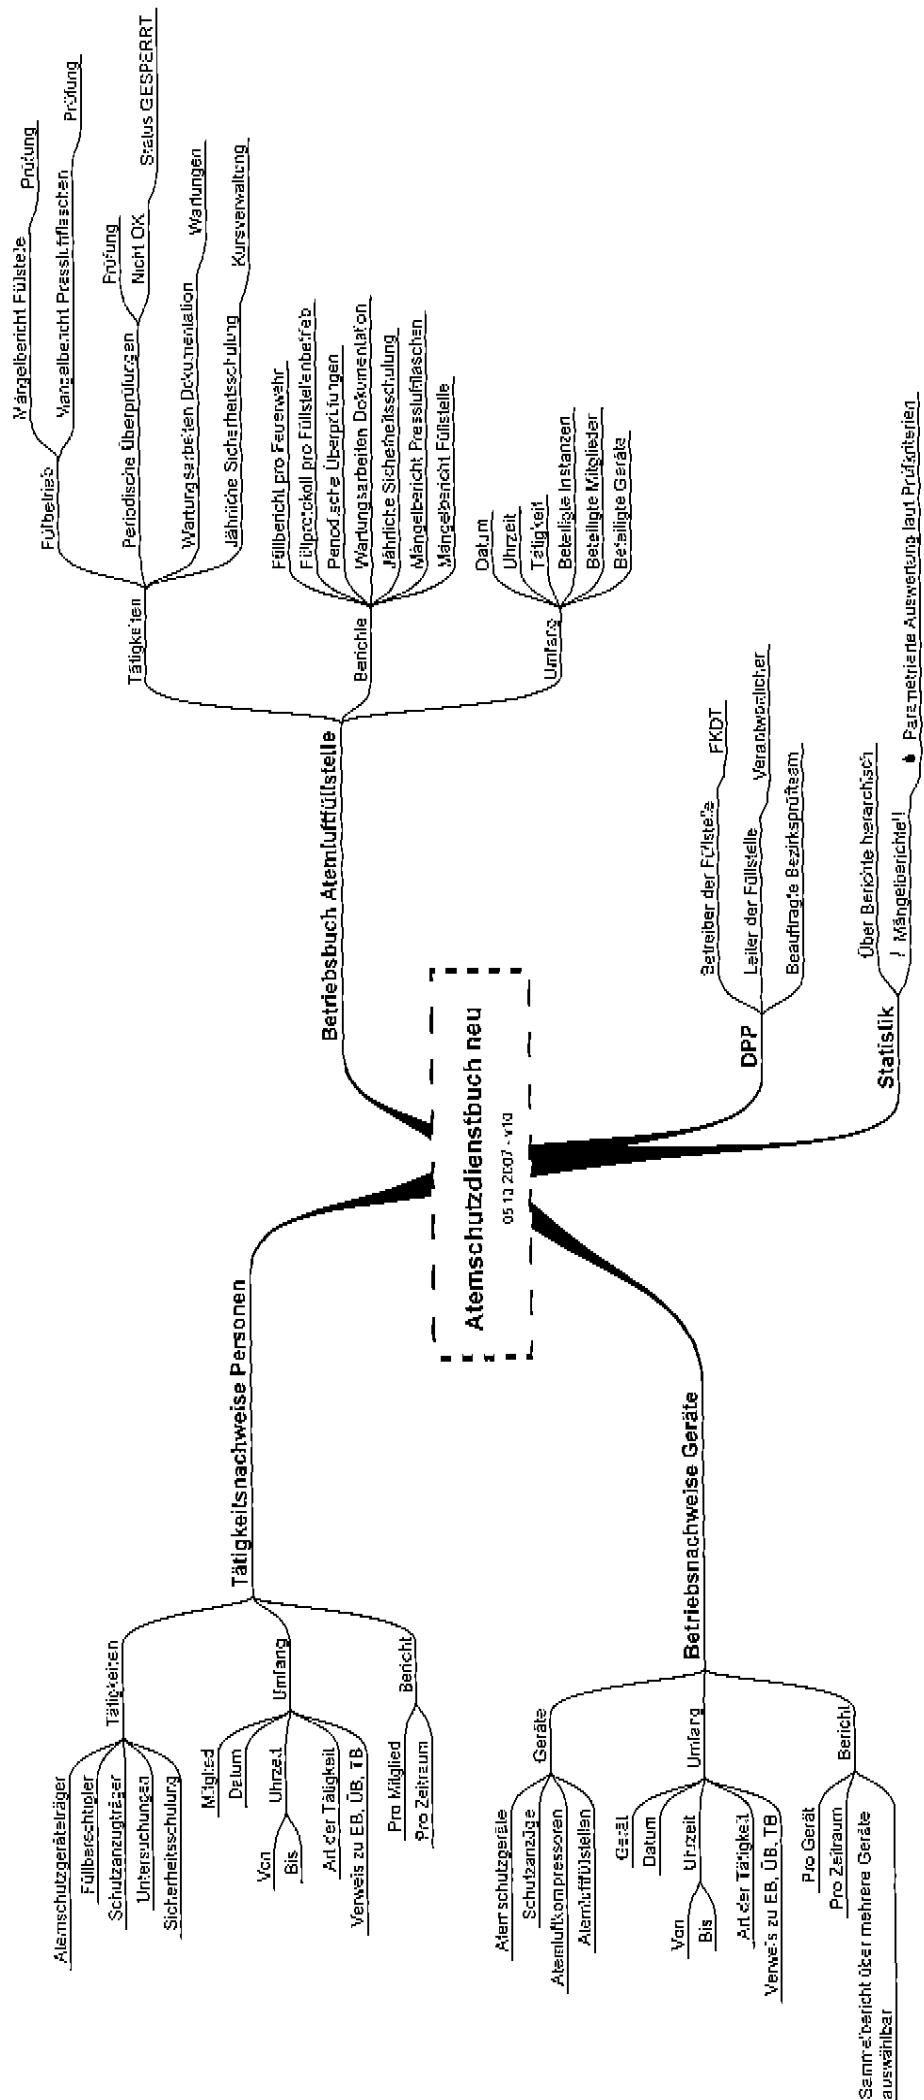 Atemschutzdienstbuch neu
05.10.2007 - v10
Tätigkeitsnachweise Personen
Tätigkeiten
Atemschutzgeräteträger
Füllberechtigter
Schutzanzugträger
Untersuchungen
Sicherheitsschulung
Umfang
Mitglied
Datum
Uhrzeit
Von
Bis
Art der Tätigkeit
Verweis zu EB, ÜB, TB
Bericht
Pro Mitglied
Pro Zeitraum
Betriebsnachweise Geräte
Geräte
Atemschutzgeräte
Schutzanzüge
Atemluftkompressoren
Atemluftfüllstellen
Umfang
Gerät
Datum
Uhrzeit
Von
Bis
Art der Tätigkeit
Verweis zu EB, ÜB, TB
Bericht
Pro Gerät
Pro Zeitraum
Sammelbericht über mehrere Geräte
auswählbar
Betriebsbuch Atemluftfüllstelle
Tätigkeiten
Füllbetrieb
Mängelbericht Füllstelle
Prüfung
Mängelbericht Pressluftflaschen
Prüfung
Periodische Überprüfungen
Prüfung
Nicht OK
Status GESPERRT
Wartungsarbeiten Dokumentation
Wartungen
Jährliche Sicherheitsschulung
Kursverwaltung
Berichte
Füllbericht pro Feuerwehr
Füllprotokoll pro Füllstellenbetrieb
Periodische Überprüfungen
Wartungsarbeiten Dokumentation
Jährliche Sicherheitsschulung
Mängelbericht Pressluftflaschen
Mängelbericht Füllstelle
Umfang
Datum
Uhrzeit
Tätigkeit
Beteiligte Instanzen
Beteiligte Mitglieder
Beteiligte Geräte
DPP
Betreiber der Füllstelle
FKDT
Leiter der Füllstelle
Verantwortlicher
Beauftragte Bezirksprüfteam
Statistik
Über Berichte hierarchisch
! Mängelberichte!!
Parametrierte Auswertung laut Prüfkriterien